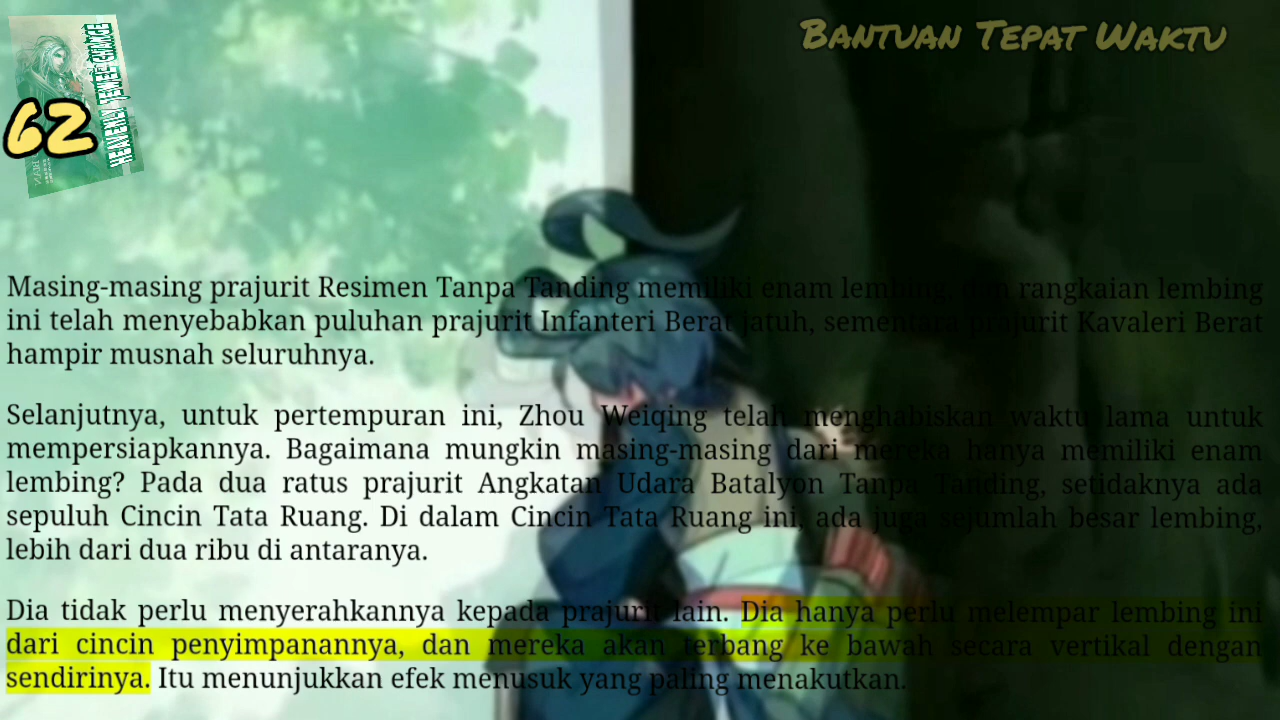 Bantuan Tepat Waktu
HEAVENLY JEWEL CHANGE
62
Masing-masing prajurit Resimen Tanpa Tanding memiliki enam lembing, dan rangkaian lembing
ini telah menyebabkan puluhan prajurit Infanteri Berat jatuh, sementara prajurit Kavaleri Berat
hampir musnah seluruhnya.
Selanjutnya, untuk pertempuran ini, Zhou Weiqing telah menghabiskan waktu lama untuk
mempersiapkannya. Bagaimana mungkin masing-masing dari mereka hanya memiliki enam
lembing? Pada dua ratus prajurit Angkatan Udara Batalyon Tanpa Tanding, setidaknya ada
sepuluh Cincin Tata Ruang. Di dalam Cincin Tata Ruang ini, ada juga sejumlah besar lembing,
lebih dari dua ribu di antaranya.
Dia tidak perlu menyerahkannya kepada prajurit lain. Dia hanya perlu melempar lembing ini
dari cincin penyimpanannya, dan mereka akan terbang ke bawah secara vertikal dengan
sendirinya. Itu menunjukkan efek menusuk yang paling menakutkan.